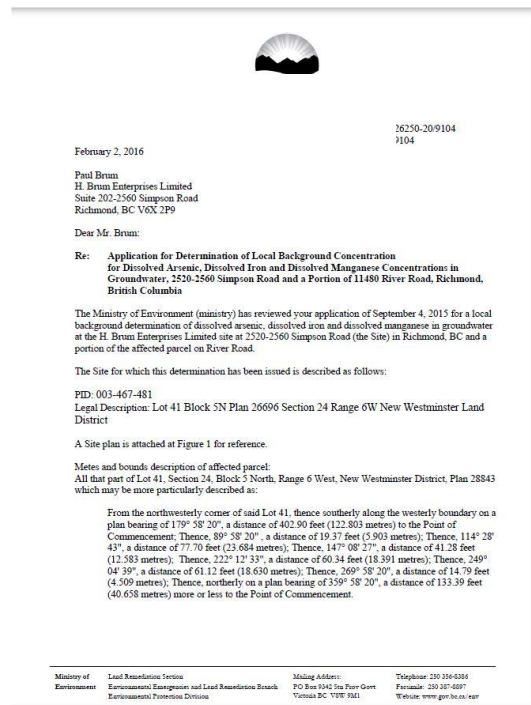 26250-20/9104
9104
February 2, 2016
Paul Brum
H. Brum Enterprises Limited
Suite 202-2560 Simpson Road
Richmond, BC V6X 2P9
Dear Mr. Brum:
Re: Application for Determination of Local Background Concentration
for Dissolved Arsenic, Dissolved Iron and Dissolved Manganese Concentrations in
Groundwater, 2520-2560 Simpson Road and a Portion of 11480 River Road, Richmond,
British Columbia
The Ministry of Environment (ministry) has reviewed your application of September 4, 2015 for a local
background determination of dissolved arsenic, dissolved iron and dissolved manganese in groundwater
at the H. Brum Enterprises Limited site at 2520-2560 Simpson Road (the Site) in Richmond, BC and a
portion of the affected parcel on River Road.
The Site for which this determination has been issued is described as follows:
PID: 003-467-481
Legal Description: Lot 41 Block 5N Plan 26696 Section 24 Range 6W New Westminster Land
District
A Site plan is attached at Figure 1 for reference.
Metes and bounds description of affected parcel:
All that part of Lot 41, Section 24, Block 5 North, Range 6 West, New Westminster District, Plan 28843
which may be more particularly described as:
From the northwesterly corner of said Lot 41, thence southerly along the westerly boundary on a
plan bearing of 179° 58' 20", a distance of 402.90 feet (122.803 metres) to the Point of
Commencement; Thence, 89° 58' 20" , a distance of 19.37 feet (5.903 metres); Thence, 114° 28'
43", a distance of 77.70 feet (23.684 metres); Thence, 147° 08' 27", a distance of 41.28 feet
(12.583 metres); Thence, 222° 12' 33", a distance of 60.34 feet (18.391 metres); Thence, 249°
04' 39", a distance of 61.12 feet (18.630 metres); Thence, 269° 58' 20", a distance of 14.79 feet
(4.509 metres); Thence, northerly on a plan bearing of 359° 58' 20", a distance of 133.39 feet
(40.658 metres) more or less to the Point of Commencement.
Ministry of Land Remediation Section Mailing Address: Telephone: 250 356-8386
Environment Environmental Emergencies and Land Remediation Branch PO Box 9342 Stn Prov Govt Facsimile: 250 387-8897
Environmental Protection Division Victoria BC V8W 9M1 Website: www.gov.bc.ca/env